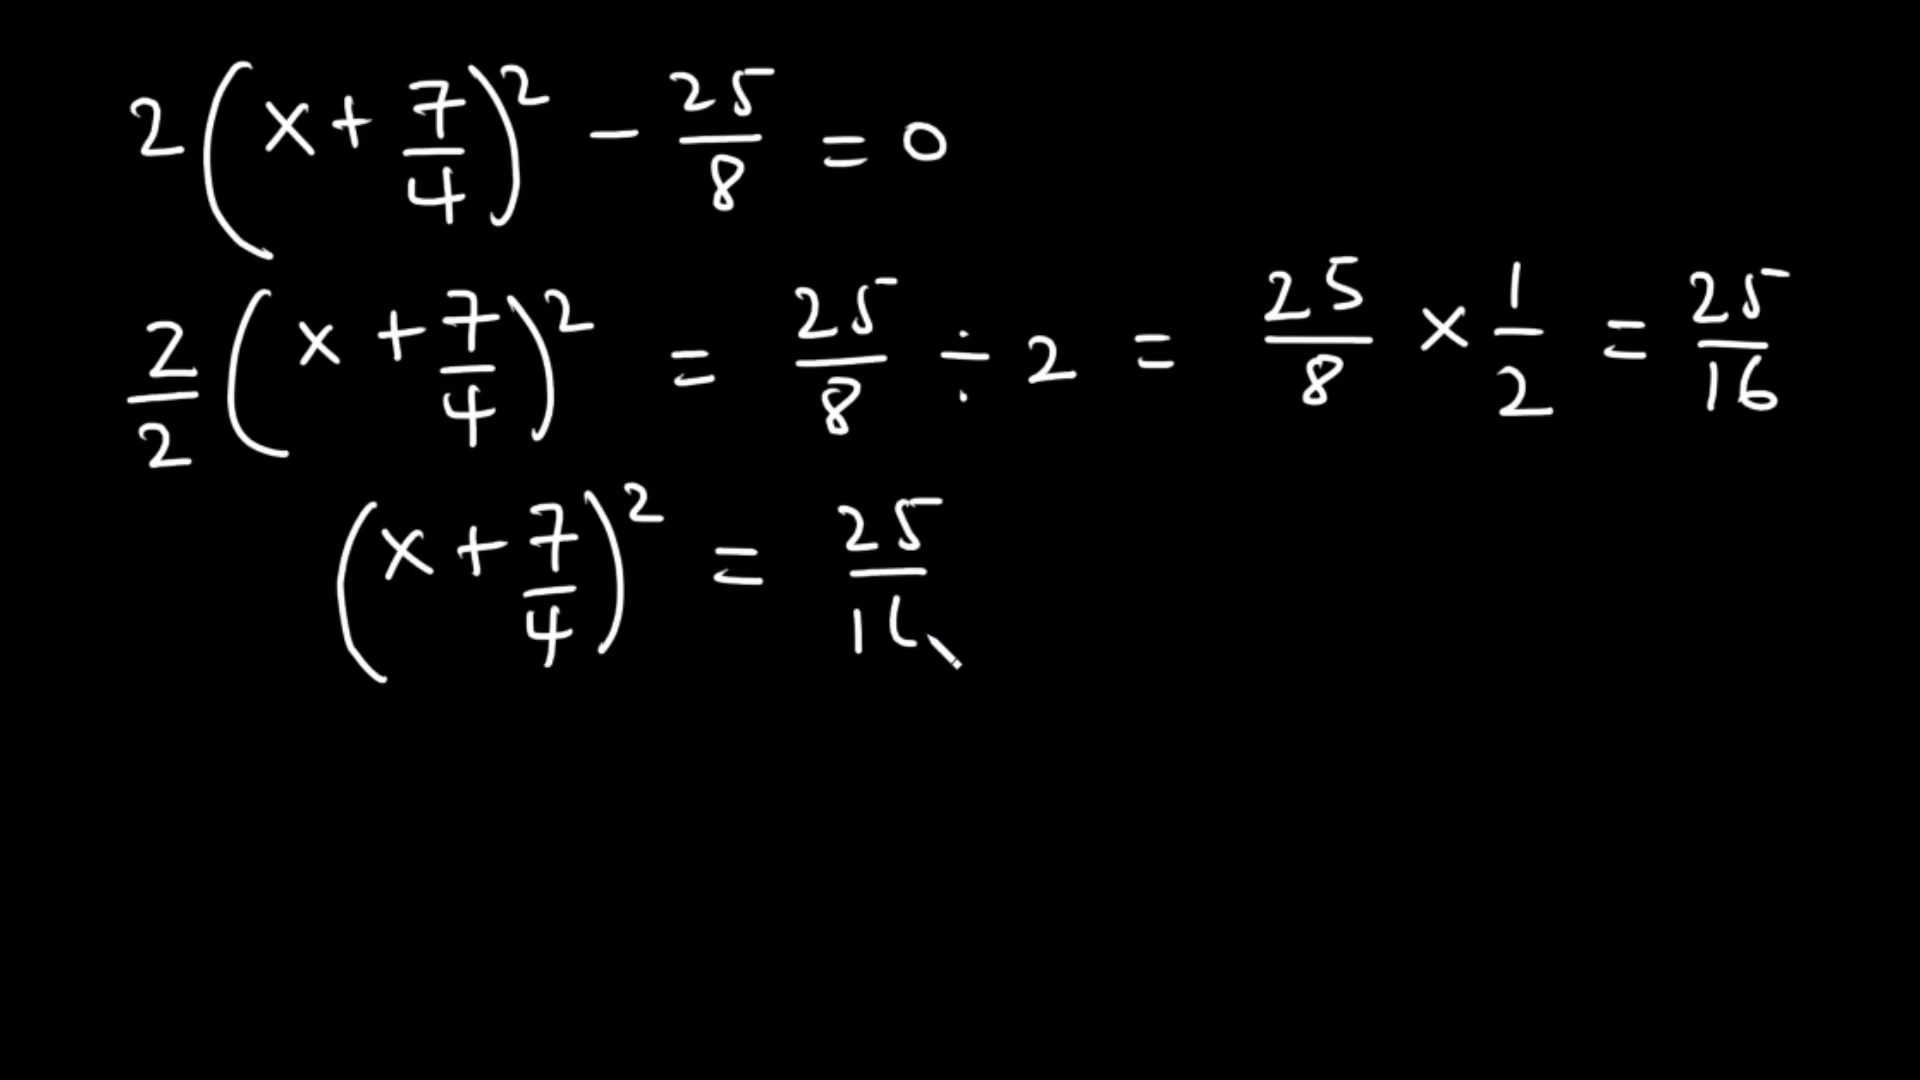 2(x + 7/4)² - 25/8 = 0
2/2 (x + 7/4)² = 25/8 ÷ 2 = 25/8 × 1/2 = 25/16
(x + 7/4)² = 25/16